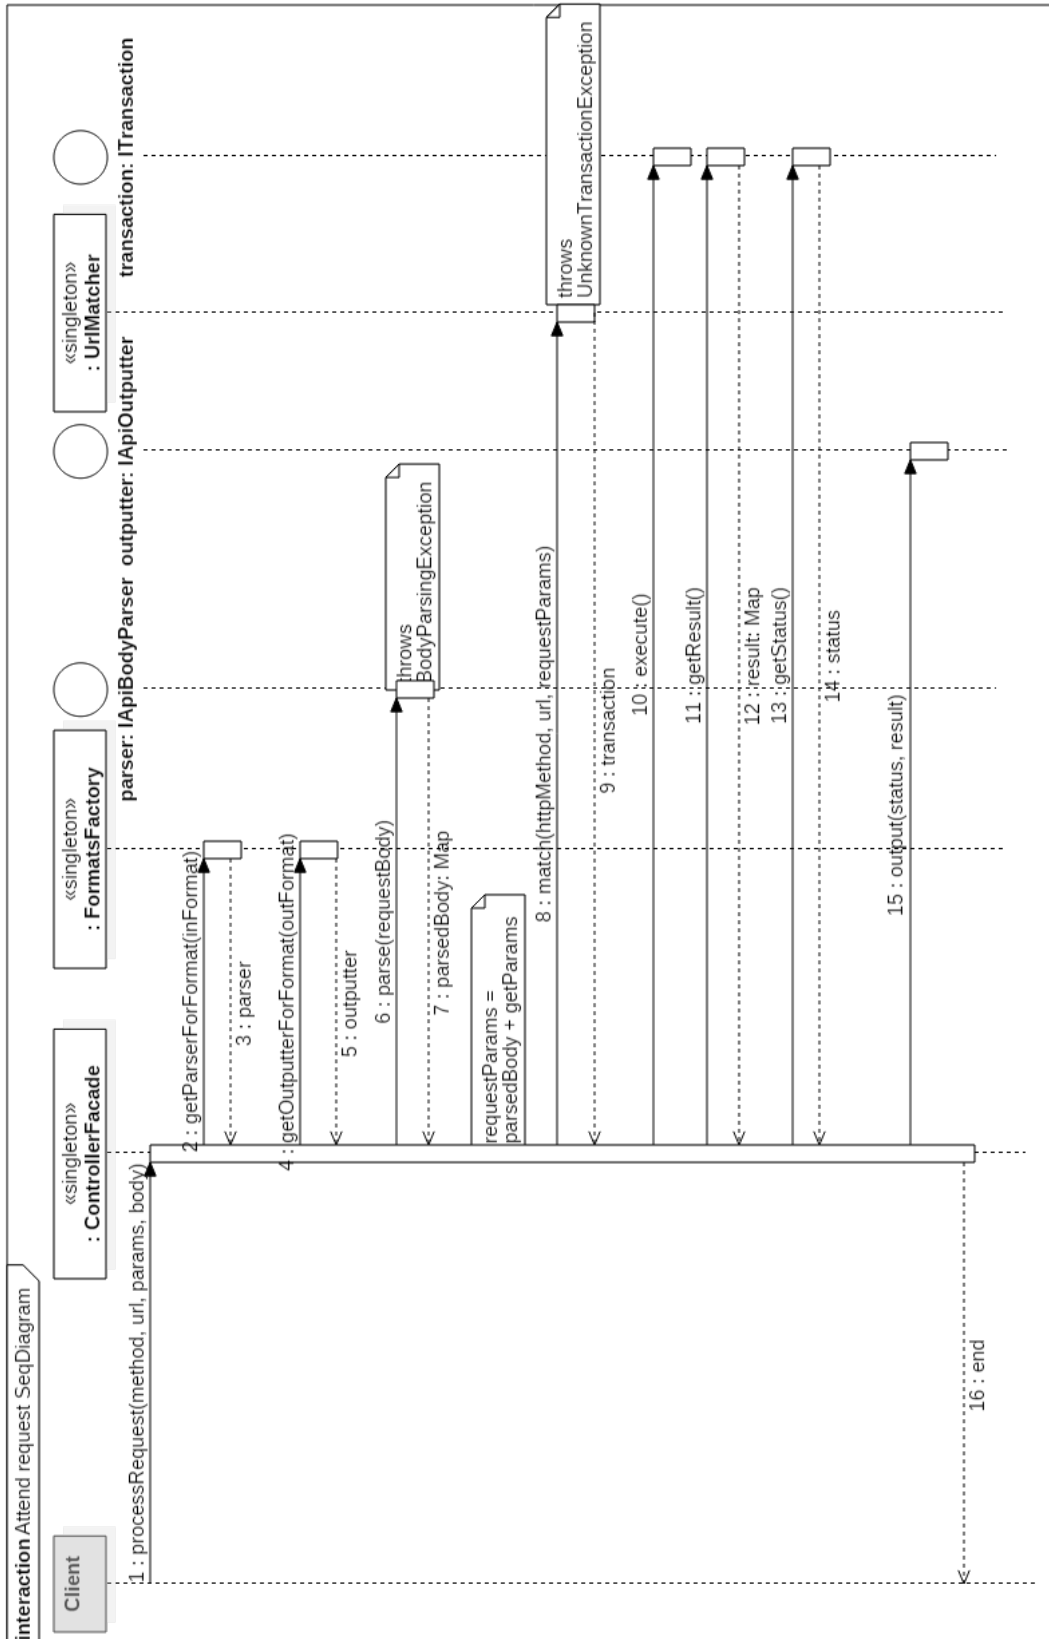 interaction Attend request SeqDiagram
Client
«singleton»
: ControllerFacade
«singleton»
: FormatsFactory
parser: IApiBodyParser
outputter: IApiOutputter
«singleton»
: UrlMatcher
transaction: ITransaction
1 : processRequest(method, url, params, body)
2 : getParserForFormat(inFormat)
3 : parser
4 : getOutputterForFormat(outFormat)
5 : outputter
6 : parse(requestBody)
throws
BodyParsingException
7 : parsedBody: Map
requestParams =
parsedBody + getParams
8 : match(httpMethod, url, requestParams)
throws
UnknownTransactionException
9 : transaction
10 : execute()
11 : getResult()
12 : result: Map
13 : getStatus()
14 : status
15 : output(status, result)
16 : end